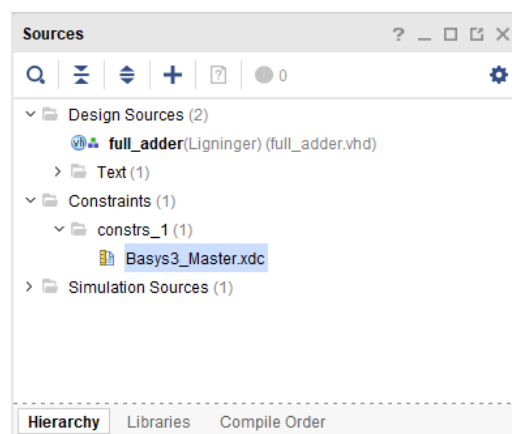 Sources
? 0
Design Sources (2)
full_adder(Ligninger) (full_adder.vhd)
Text (1)
Constraints (1)
constrs_1 (1)
Basys3_Master.xdc
Simulation Sources (1)
Hierarchy Libraries Compile Order